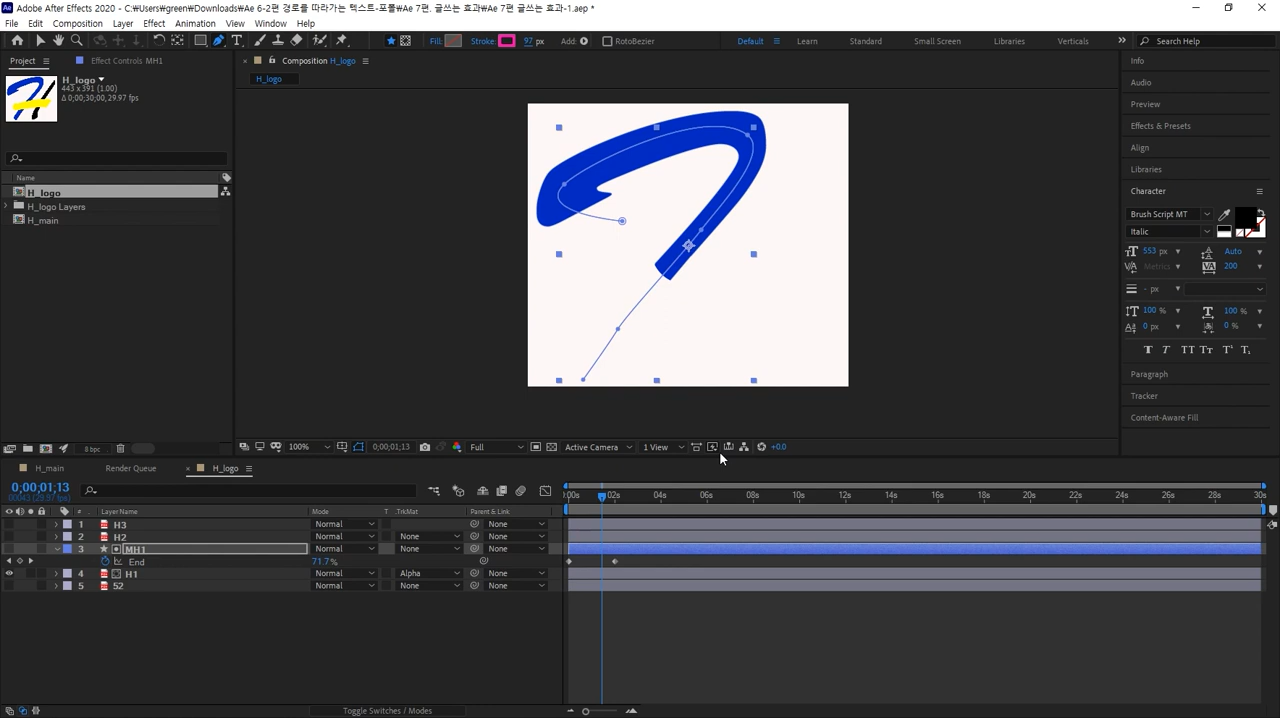 Adobe After Effects 2020 - C:\Users\green\Downloads\Ae 6-2편 경로를 따라가는 텍스트-포폴\Ae 7편. 글쓰는 효과\Ae 7편 글쓰는 효과-1.aep *
File Edit Composition Layer Effect Animation View Window Help
Fill: Stroke: 97 px Add: RotoBezier Default Learn Standard Small Screen Libraries Verticals Search Help
Project Effect Controls MH1
H_logo
443 x 391 (1.00)
Δ 0;00;30;00, 29.97 fps
Name
H_logo
H_logo Layers
H_main
8 bpc
Composition H_logo
H_logo
100% 0;00;01;13 Full Active Camera 1 View +0.0
Info
Audio
Preview
Effects & Presets
Align
Libraries
Character
Brush Script MT
Italic
553 px Auto
Metrics 200
- px
100 % 100 %
0 px 0 %
T T TT Tr T¹ T₁
Paragraph
Tracker
Content-Aware Fill
H_main Render Queue H_logo
0;00;01;13
00043 (29.97 fps)
# Layer Name Mode T TrkMat Parent & Link
:00s 02s 04s 06s 08s 10s 12s 14s 16s 18s 20s 22s 24s 26s 28s 30s
1 H3 Normal None
2 H2 Normal None None
3 MH1 Normal None None
End 71.7%
4 H1 Normal Alpha None
5 52 Normal None None
Toggle Switches / Modes